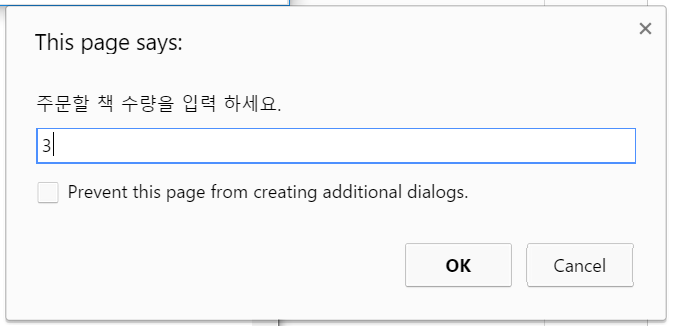 This page says:
주문할 책 수량을 입력 하세요.
3
Prevent this page from creating additional dialogs.
OK Cancel